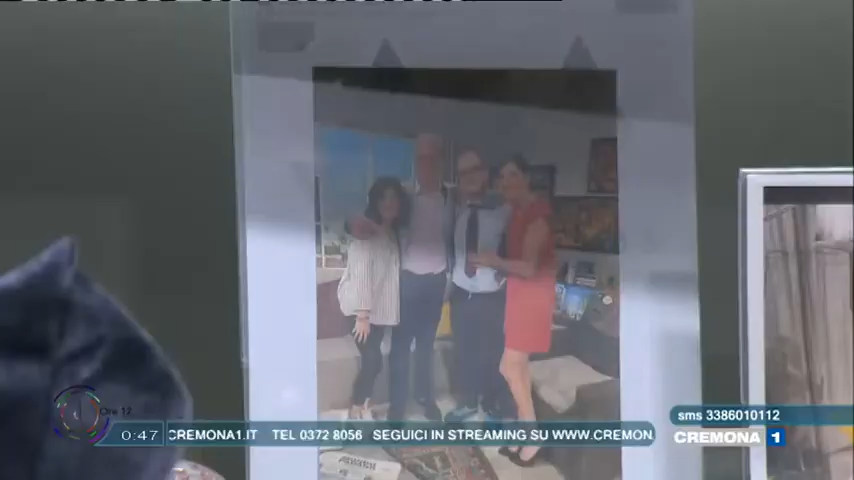 Ore 12
0:47
CREMONA1.IT TEL 0372 8056 SEGUICI IN STREAMING SU WWW.CREMON
sms 3386010112
CREMONA 1